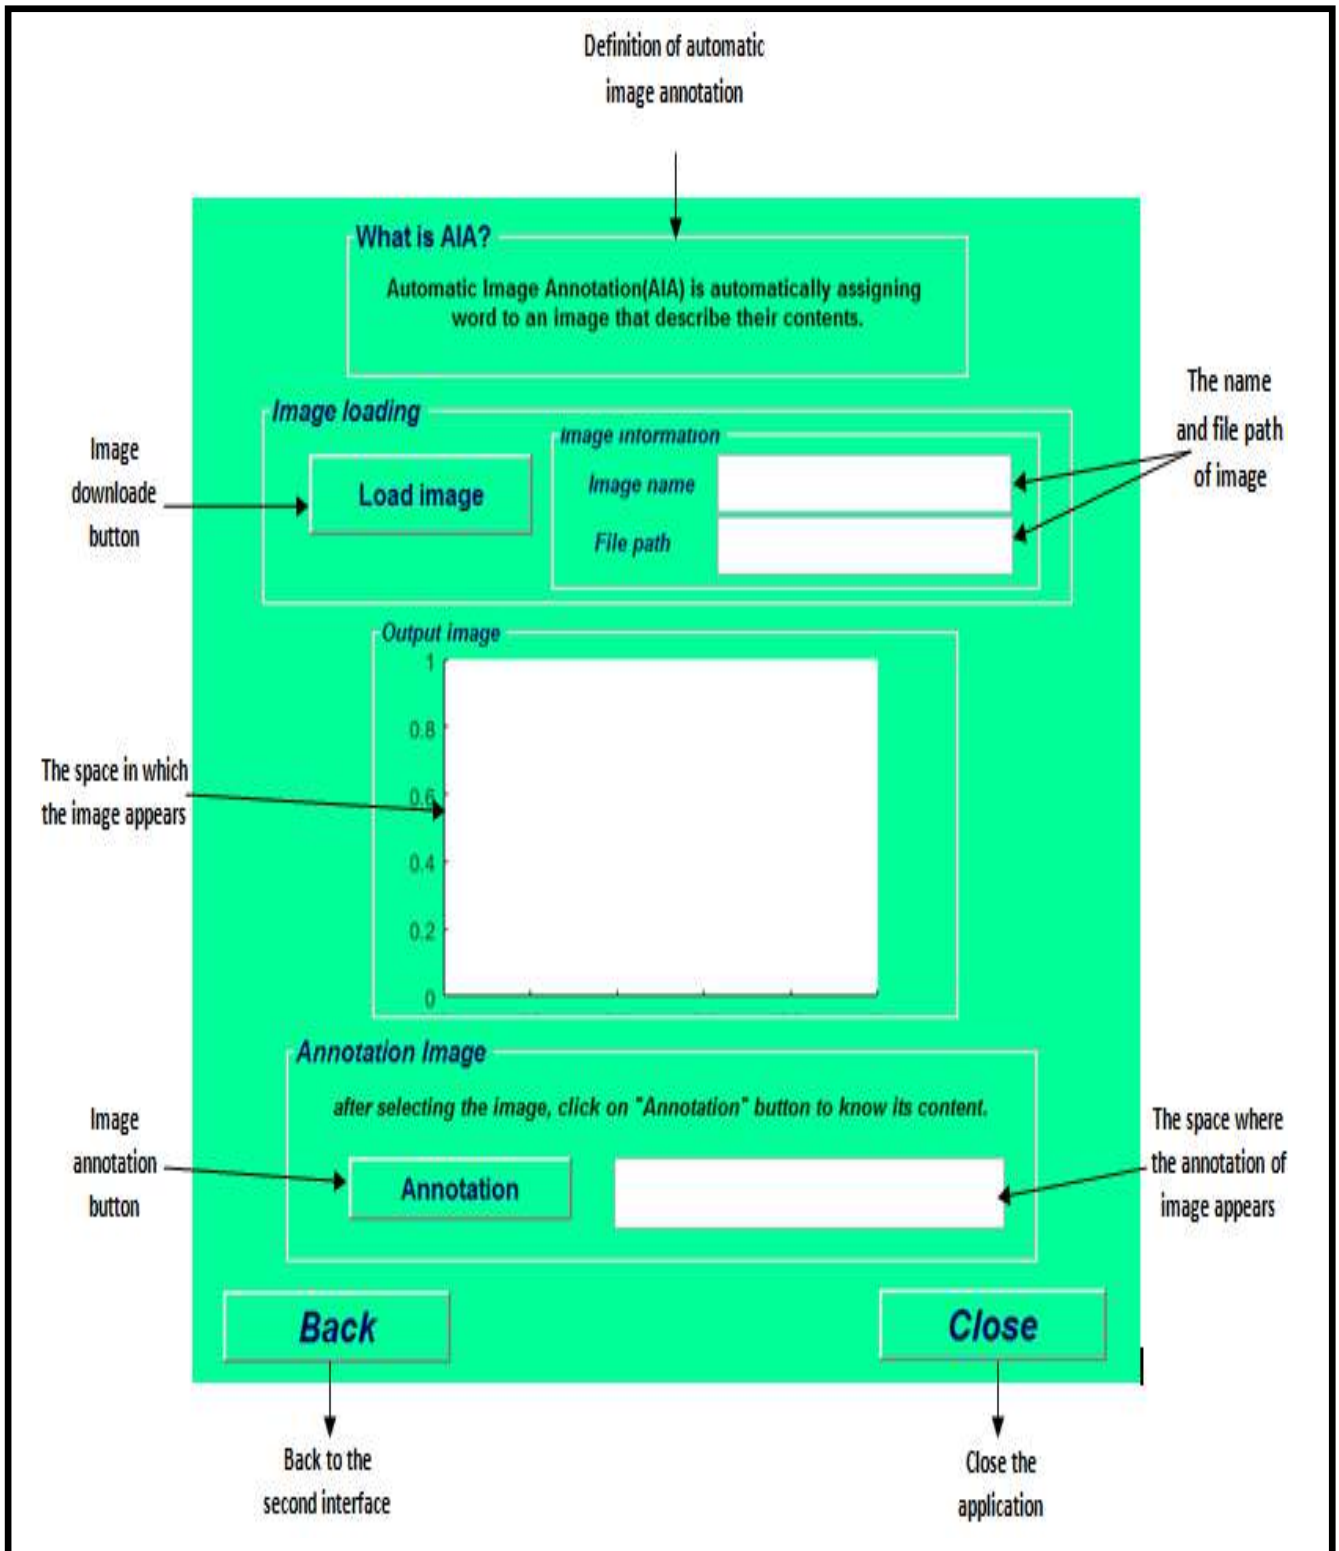 Definition of automatic
image annotation
What is AIA?
Automatic Image Annotation(AIA) is automatically assigning
word to an image that describe their contents.
Image loading
Image information
Load image
Image name
File path
The name
and file path
of image
Image
downloade
button
Output image
1
0.8
0.6
0.4
0.2
0
The space in which
the image appears
Annotation Image
after selecting the image, click on "Annotation" button to know its content.
Annotation
Image
annotation
button
The space where
the annotation of
image appears
Back
Close
Back to the
second interface
Close the
application